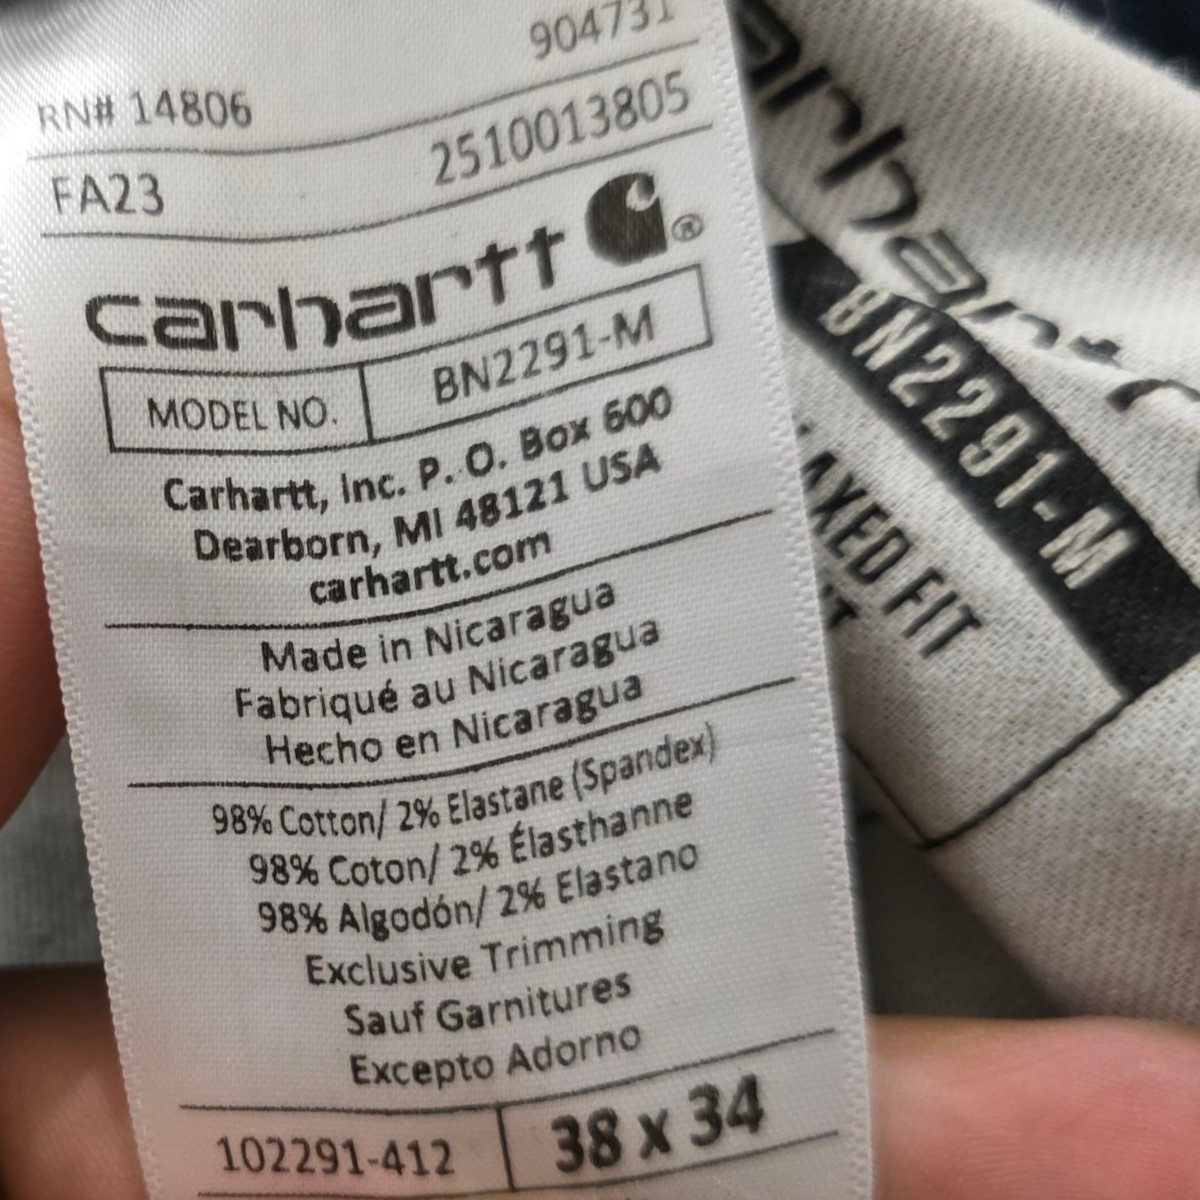 904731
RN# 14806
2510013805
FA23
carhartt ®
MODEL NO. BN2291-M
Carhartt, Inc. P. O. Box 600
Dearborn, MI 48121 USA
carhartt.com
Made in Nicaragua
Fabriqué au Nicaragua
Hecho en Nicaragua
98% Cotton/ 2% Elastane (Spandex)
98% Coton/ 2% Élasthanne
98% Algodón/ 2% Elastano
Exclusive Trimming
Sauf Garnitures
Excepto Adorno
102291-412 38 x 34
arhartt
BN2291-M
AXED FIT